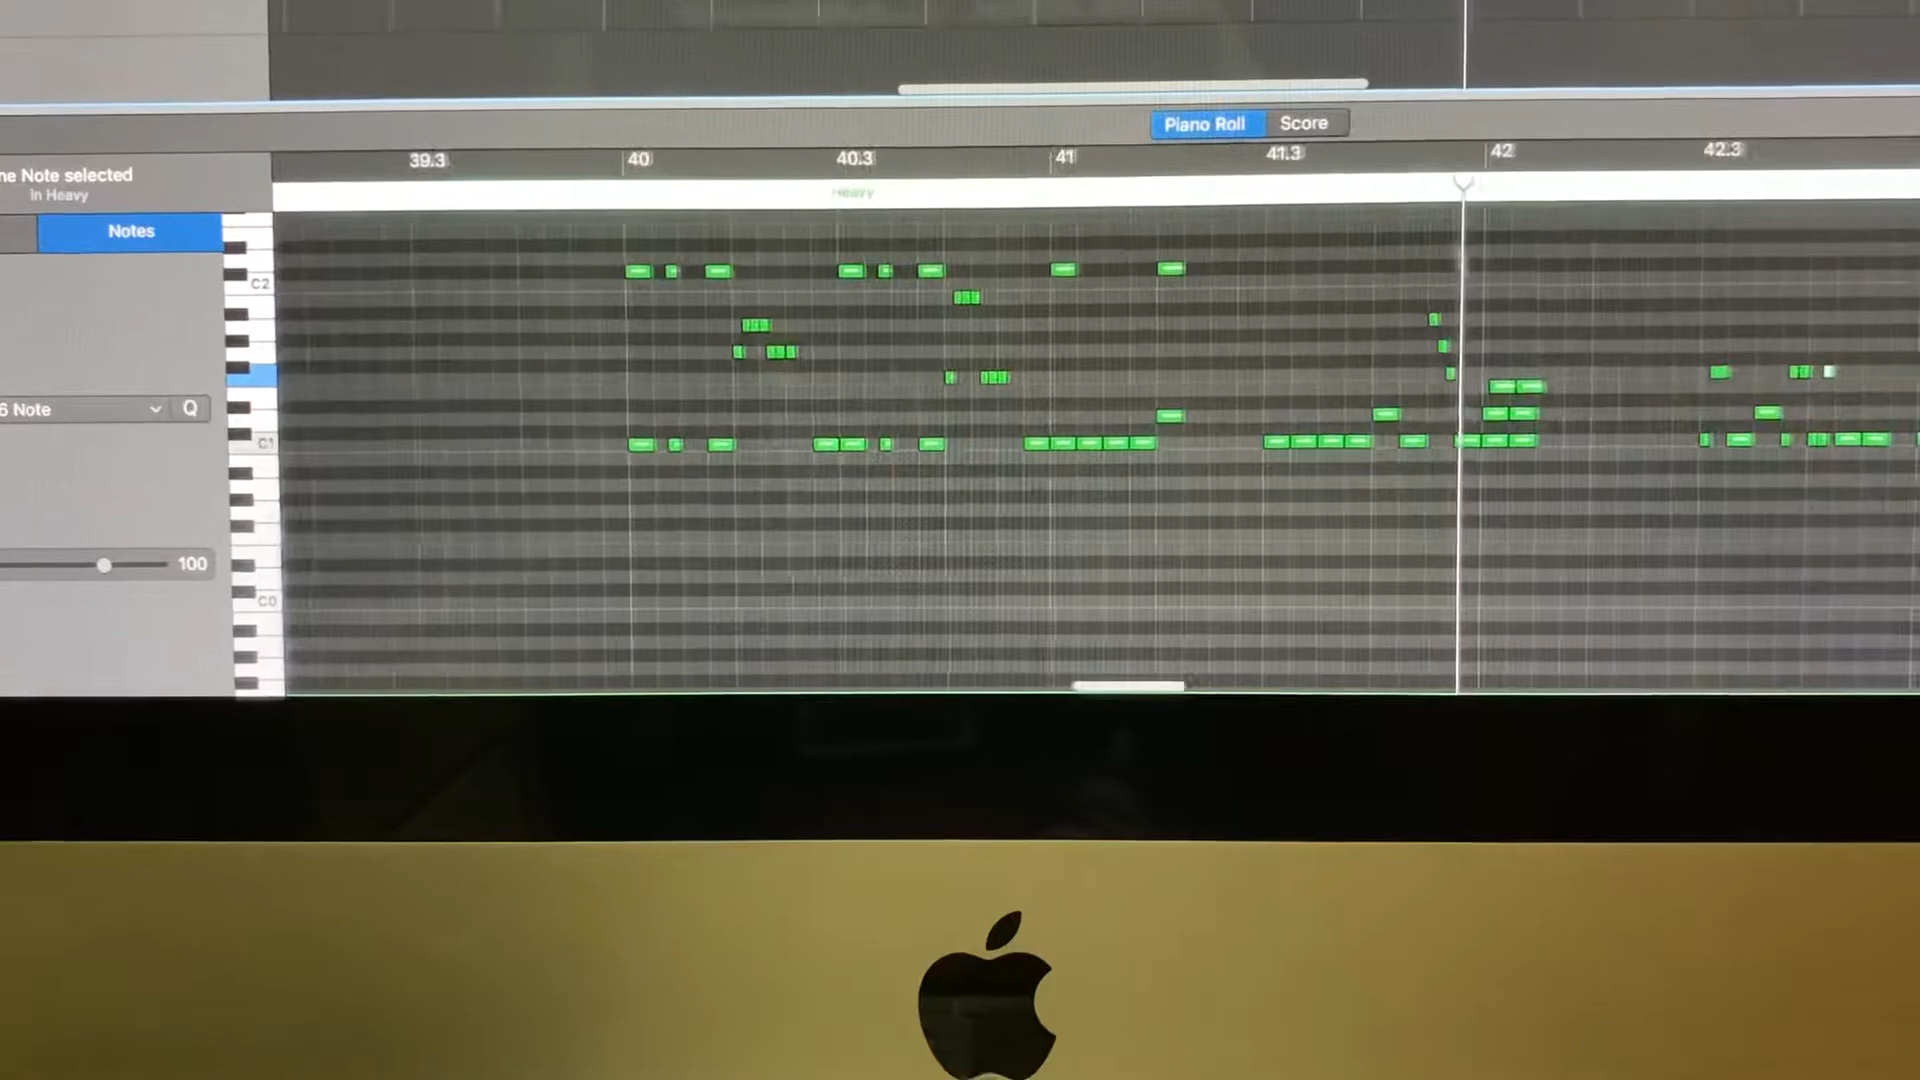 Piano Roll Score
39.3 40 40.3 41 41.3 42 42.3
ne Note selected
in Heavy
Heavy
Notes
C2
6 Note Q
C1
100
C0